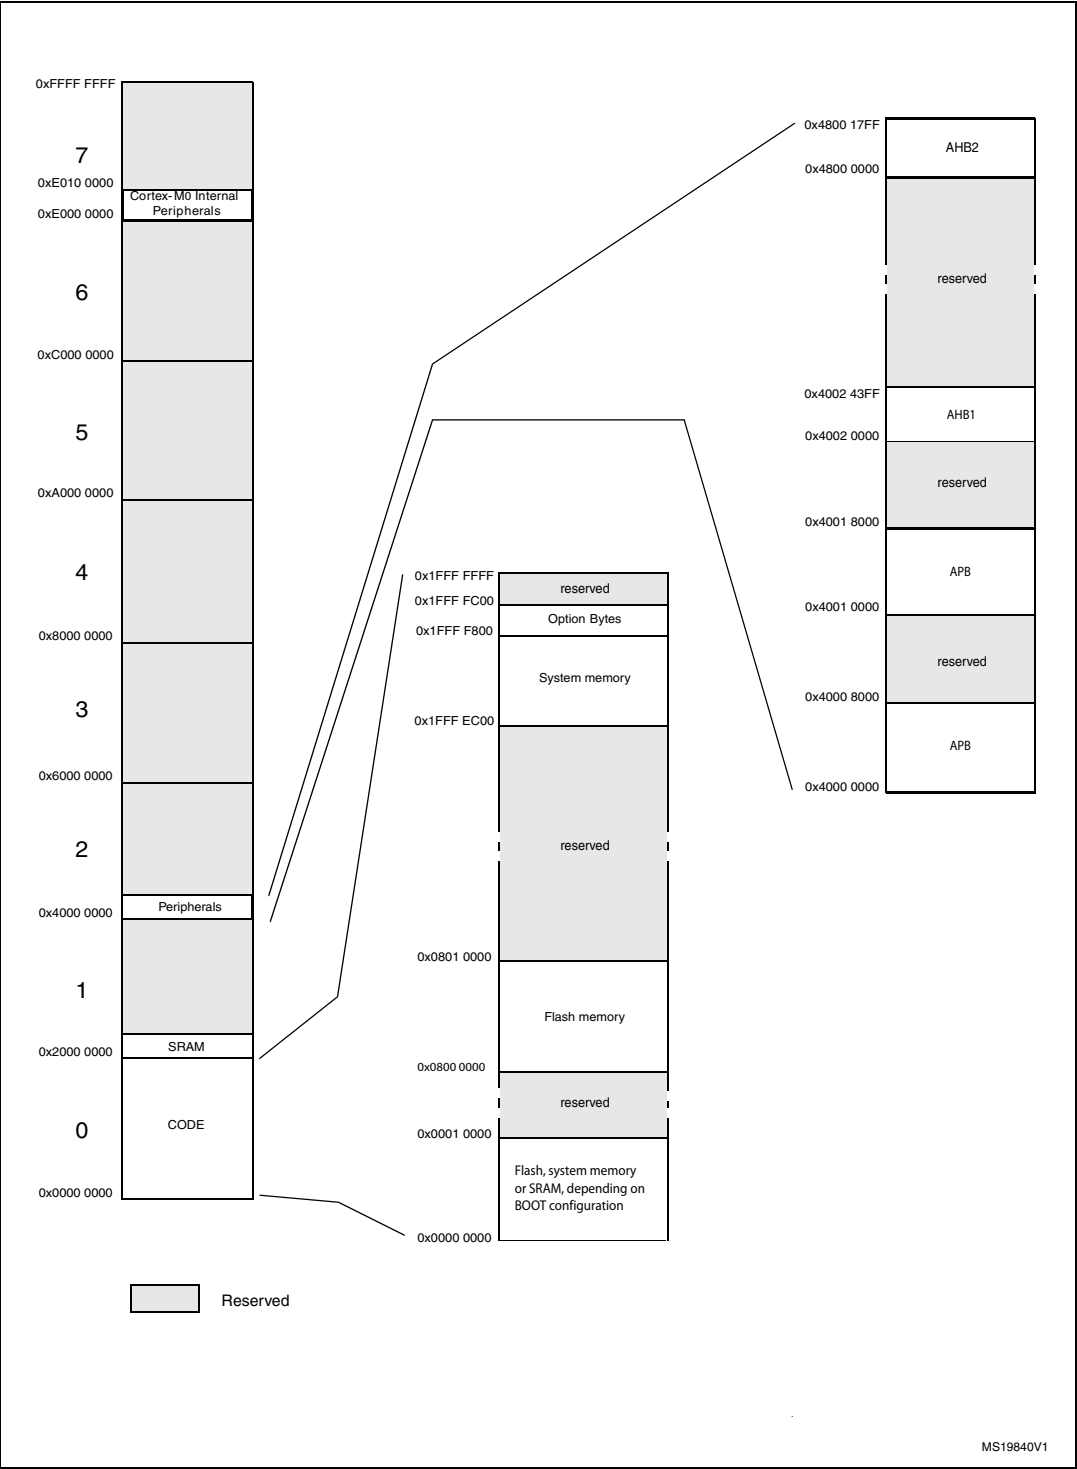 0xFFFF FFFF
7
0xE010 0000
Cortex-M0 Internal
Peripherals
0xE000 0000
6
0xC000 0000
5
0xA000 0000
4
0x8000 0000
3
0x6000 0000
2
Peripherals
0x4000 0000
1
SRAM
0x2000 0000
CODE
0
0x0000 0000
0x1FFF FFFF
reserved
0x1FFF FC00
Option Bytes
0x1FFF F800
System memory
0x1FFF EC00
reserved
0x0801 0000
Flash memory
0x0800 0000
reserved
0x0001 0000
Flash, system memory
or SRAM, depending on
BOOT configuration
0x0000 0000
0x4800 17FF
AHB2
0x4800 0000
reserved
0x4002 43FF
AHB1
0x4002 0000
reserved
0x4001 8000
APB
0x4001 0000
reserved
0x4000 8000
APB
0x4000 0000
Reserved
MS19840V1